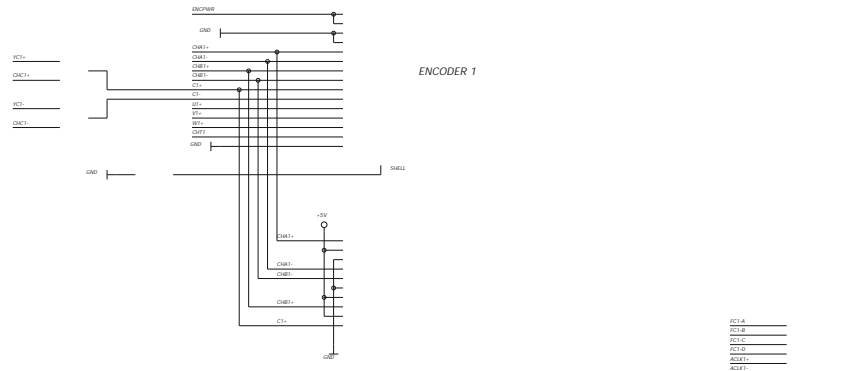 ENCPWR
GND
CHA1+
CHA1-
CHB1+
CHB1-
C1+
C1-
U1+
V1+
W1+
CHT1
GND
YC1+
CHC1+
YC1-
CHC1-
ENCODER 1
GND
SHELL
+5V
CHA1+
CHA1-
CHB1-
CHB1+
C1+
GND
FC1-A
FC1-B
FC1-C
FC1-D
ACLK1+
ACLK1-